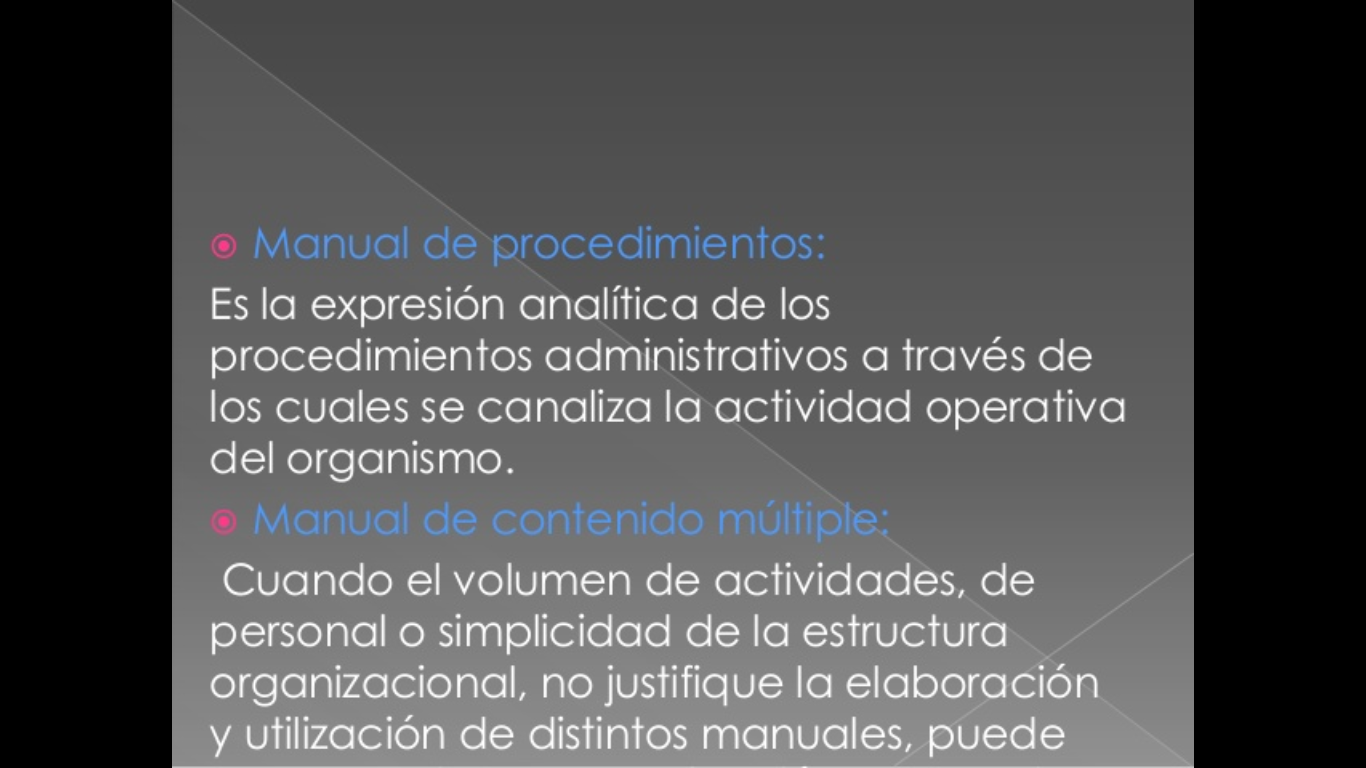 Manual de procedimientos:
Es la expresión analítica de los
procedimientos administrativos a través de
los cuales se canaliza la actividad operativa
del organismo.
Manual de contenido múltiple:
Cuando el volumen de actividades, de
personal o simplicidad de la estructura
organizacional, no justifique la elaboración
y utilización de distintos manuales, puede